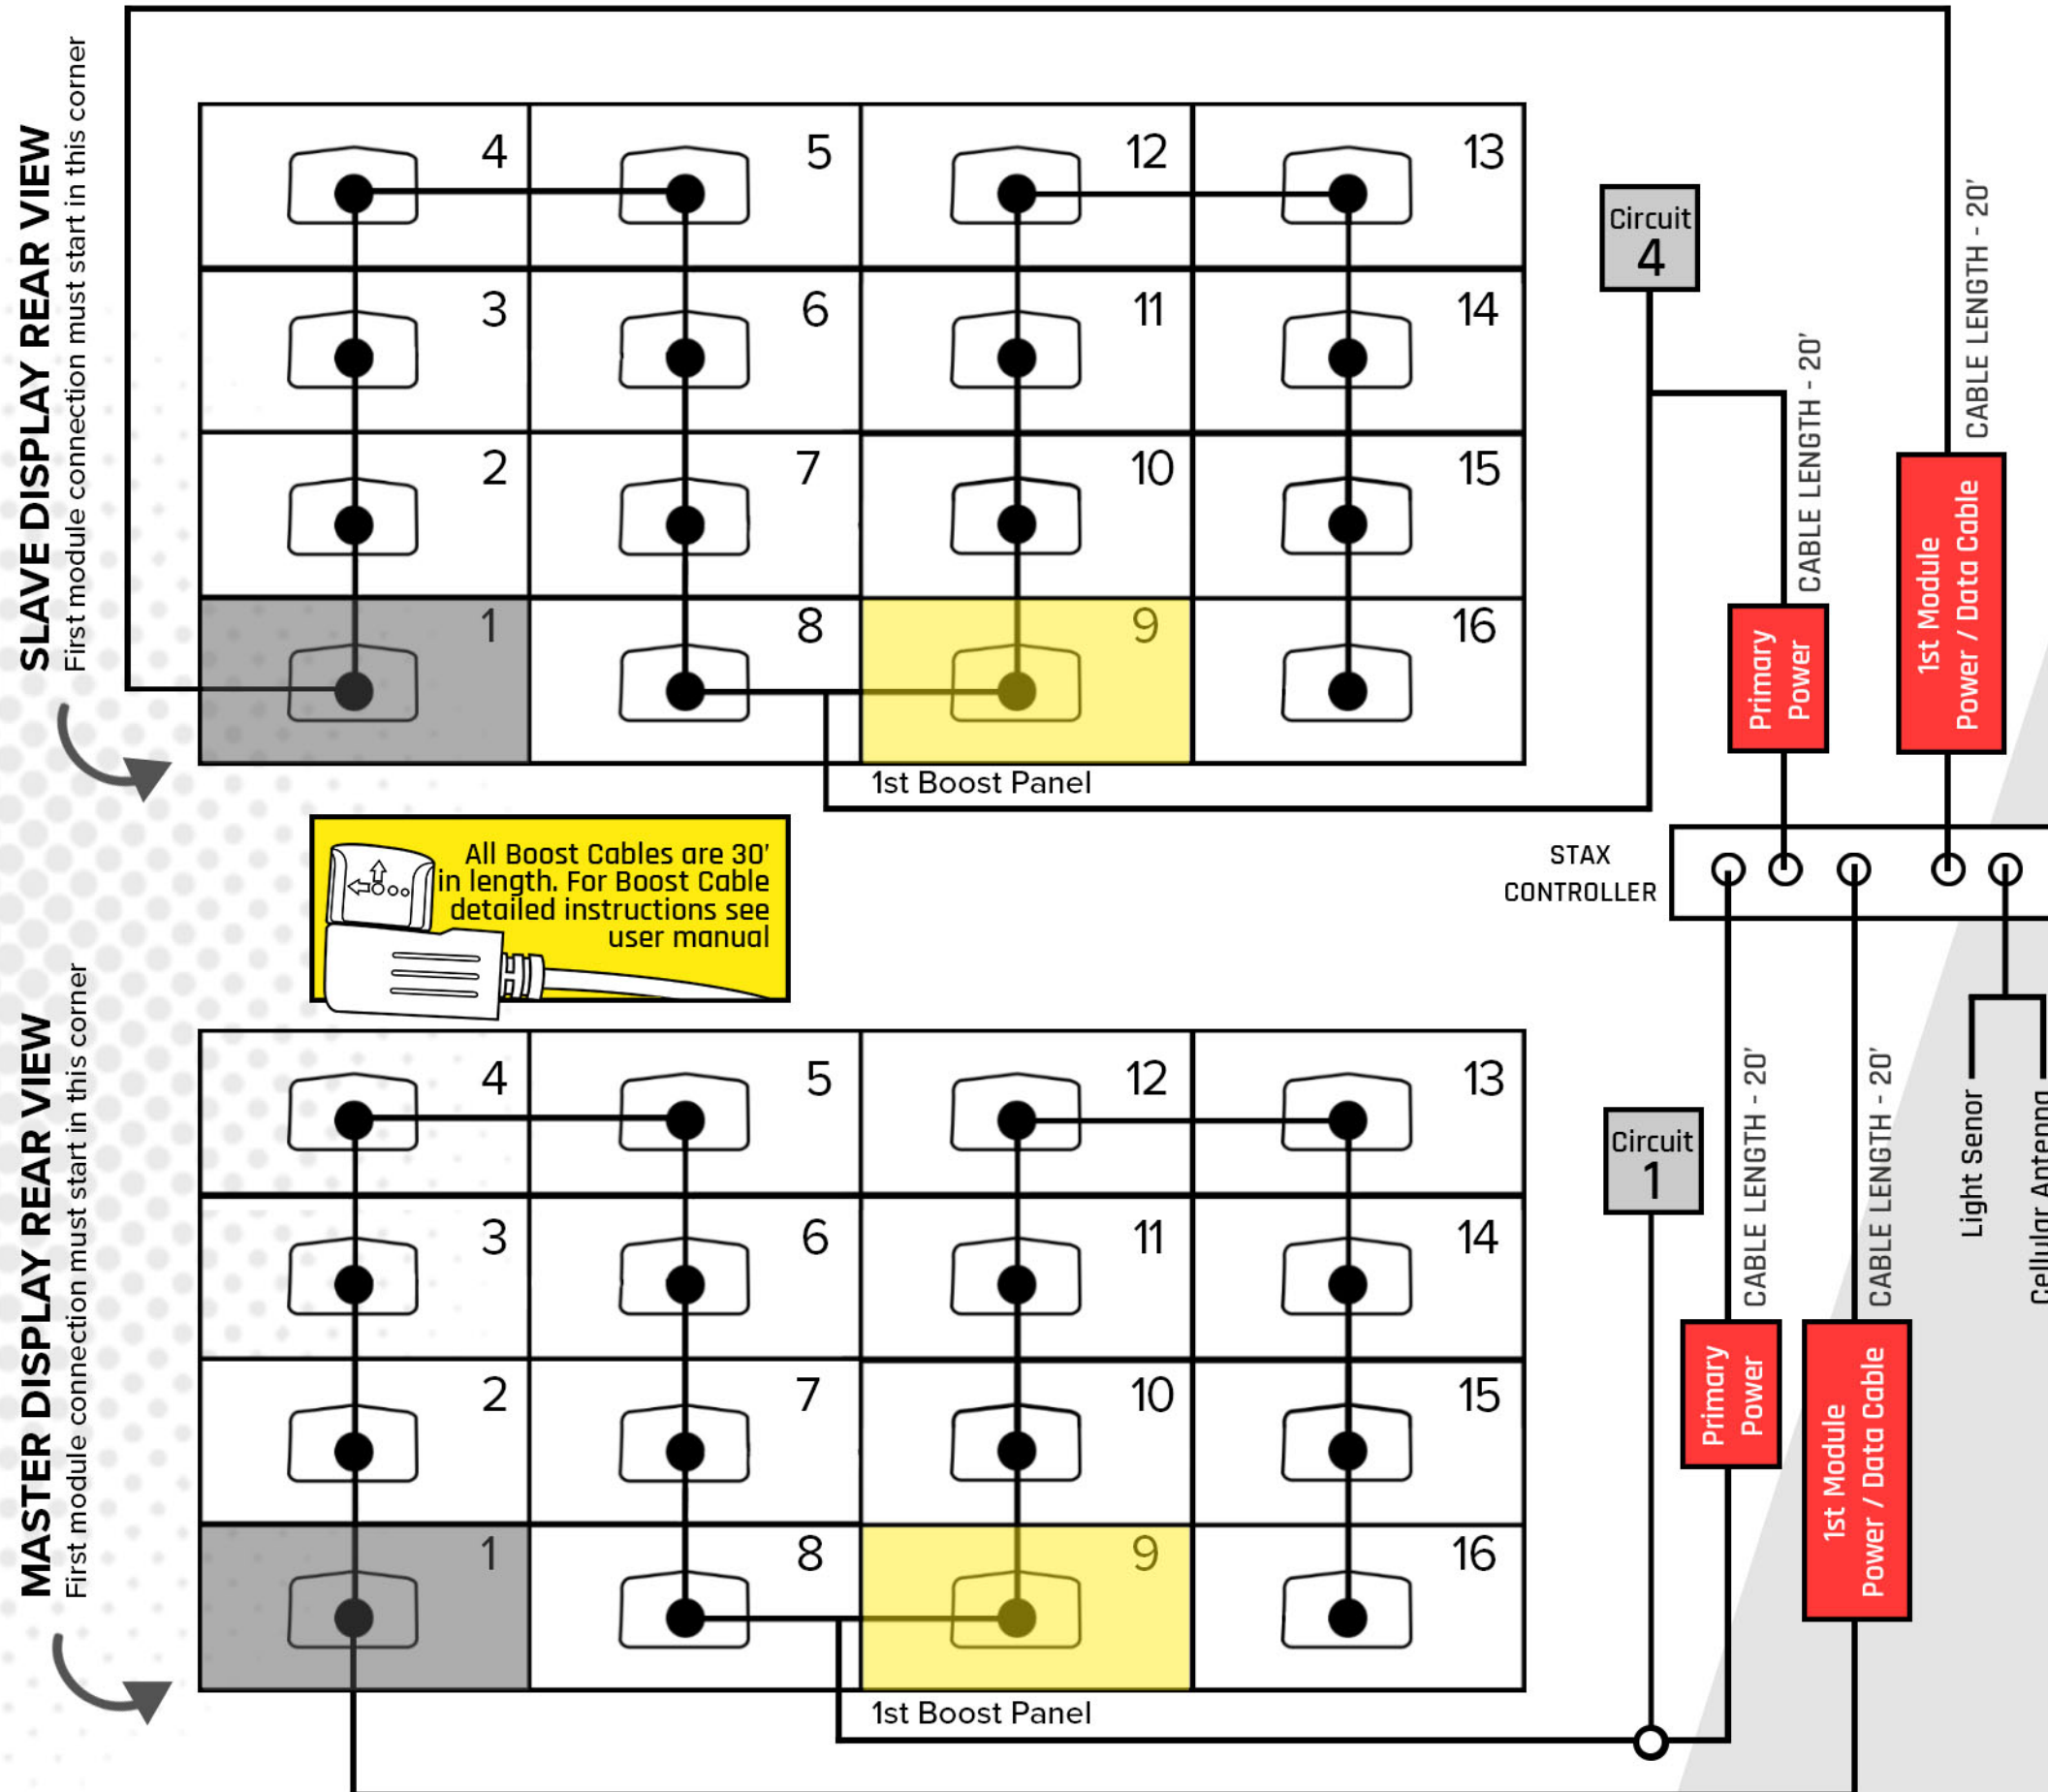 SLAVE DISPLAY REAR VIEW
First module connection must start in this corner
4
5
12
13
3
6
11
14
2
7
10
15
1
8
9
16
1st Boost Panel
Circuit
4
CABLE LENGTH - 20'
Primary
Power
CABLE LENGTH - 20'
1st Module
Power / Data Cable
All Boost Cables are 30'
in length. For Boost Cable
detailed instructions see
user manual
STAX
CONTROLLER
MASTER DISPLAY REAR VIEW
First module connection must start in this corner
4
5
12
13
3
6
11
14
2
7
10
15
1
8
9
16
1st Boost Panel
Circuit
1
CABLE LENGTH - 20'
Primary
Power
CABLE LENGTH - 20'
1st Module
Power / Data Cable
Light Senor
Cellular Antenna